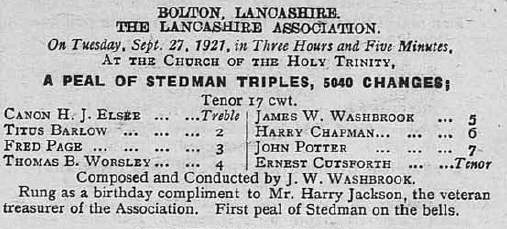 BOLTON, LANCASHIRE.
THE LANCASHIRE ASSOCIATION.
On Tuesday, Sept. 27, 1921, in Three Hours and Five Minutes,
AT THE CHURCH OF THE HOLY TRINITY,
A PEAL OF STEDMAN TRIPLES, 5040 CHANGES;
Tenor 17 cwt.
CANON H. J. ELSEE ... ...Treble
TITUS BARLOW ... ... ... 2
FRED PAGE ... ... ... 3
THOMAS B. WORSLEY ... ... 4
JAMES W. WASHBROOK ... 5
HARRY CHAPMAN... ... ... 6
JOHN POTTER ... ... ... 7
ERNEST CUTSFORTH ... ...Tenor
Composed and Conducted by J. W. WASHBROOK.
Rung as a birthday compliment to Mr. Harry Jackson, the veteran
treasurer of the Association. First peal of Stedman on the bells.